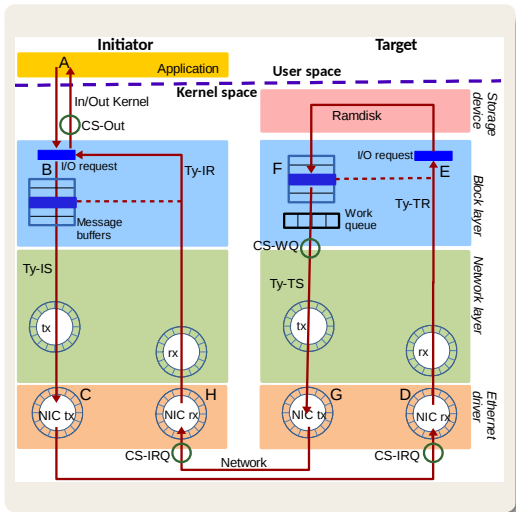 Initiator
Target
A
Application
User space
Kernel space
In/Out Kernel
CS-Out
Ramdisk
Storage
device
B
I/O request
Ty-IR
F
I/O request
E
Message
buffers
Work
queue
Ty-TR
Block layer
CS-WQ
Ty-IS
Ty-TS
tx
rx
tx
rx
Network layer
C
H
G
D
NIC tx
NIC rx
NIC tx
NIC rx
Ethernet
driver
CS-IRQ
Network
CS-IRQ